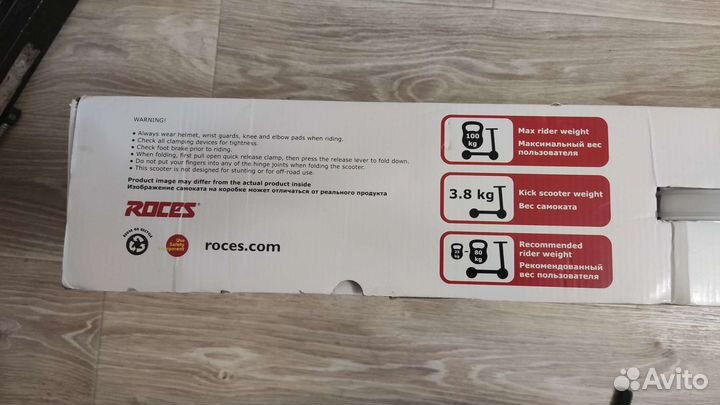 WARNING!
• Always wear helmet, wrist guards, knee and elbow pads when riding.
• Check all clamping devices for tightness.
• Check foot brake prior to riding.
• When folding, first pull open quick release clamp, then press the release lever to fold down.
• Do not put your fingers into any of the hinge joints when folding the scooter.
• This scooter is not designed for stunting or for off-road use.
Product image may differ from the actual product inside
Изображение самоката на коробке может отличаться от реального продукта
ROCES®
Use
Safety
Equipment
roces.com
100
kg
Max rider weight
Максимальный вес
пользователя
3.8 kg
Kick scooter weight
Вес самоката
80
kg
Recommended
rider weight
Рекомендованный
вес пользователя
Avito